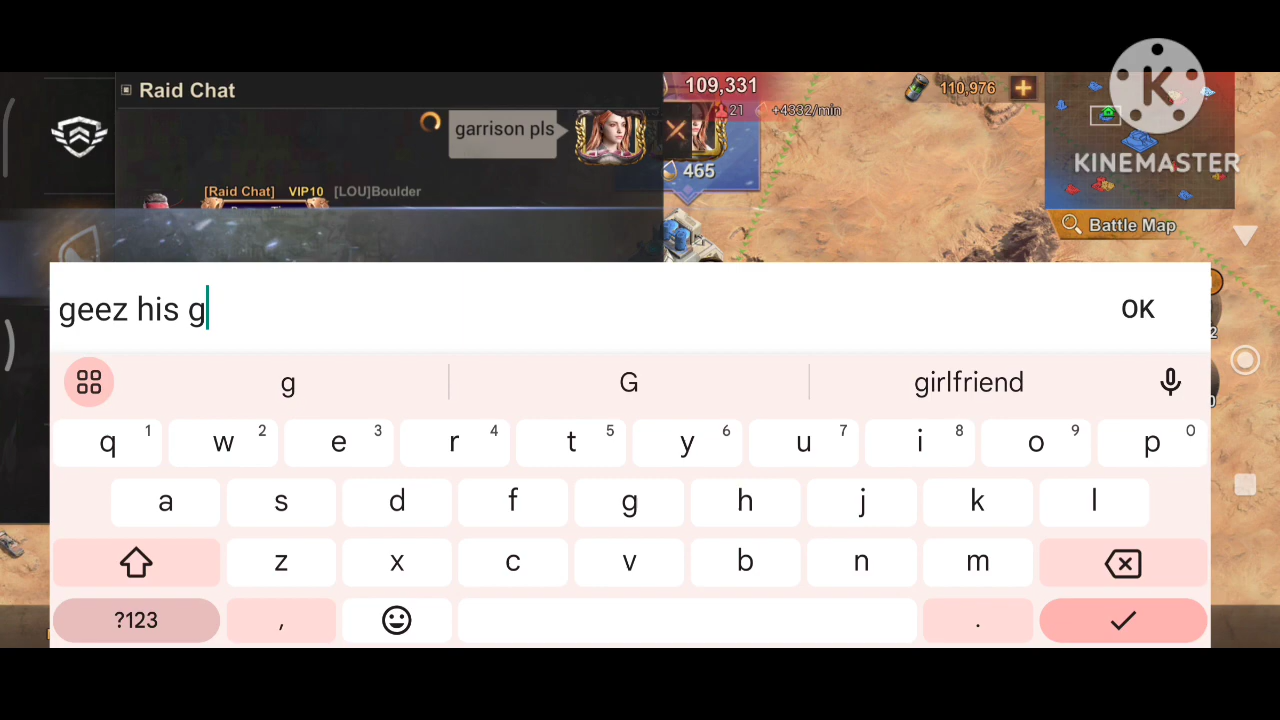 Raid Chat
109,331
110,976
21
+4332/min
garrison pls
465
KINEMASTER
K
[Raid Chat] VIP10 [LOU]Boulder
Battle Map
geez his g
OK
g G girlfriend
q 1 w 2 e 3 r 4 t 5 y 6 u 7 i 8 o 9 p 0
a s d f g h j k l
z x c v b n m
?123 , .